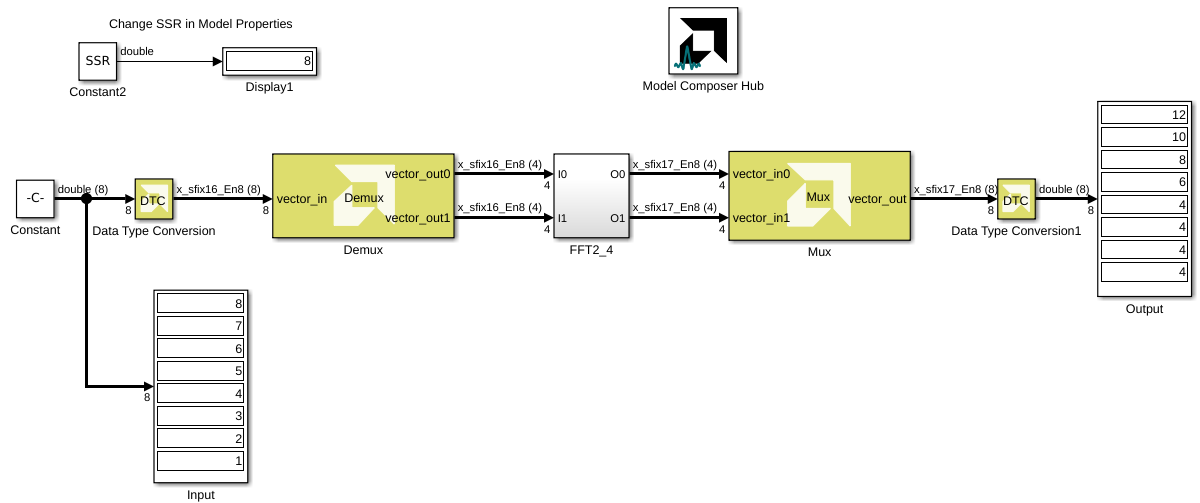 Change SSR in Model Properties
SSR
double
8
Constant2
Display1
Model Composer Hub
-C-
Constant
double (8)
8
DTC
Data Type Conversion
x_sfix16_En8 (8)
8
vector_in
Demux
vector_out0
vector_out1
Demux
x_sfix16_En8 (4)
4
x_sfix16_En8 (4)
4
I0
O0
I1
O1
FFT2_4
x_sfix17_En8 (4)
4
x_sfix17_En8 (4)
4
vector_in0
vector_in1
Mux
vector_out
Mux
x_sfix17_En8 (8)
8
DTC
Data Type Conversion1
double (8)
8
12
10
8
6
4
4
4
4
Output
8
8
7
6
5
4
3
2
1
Input